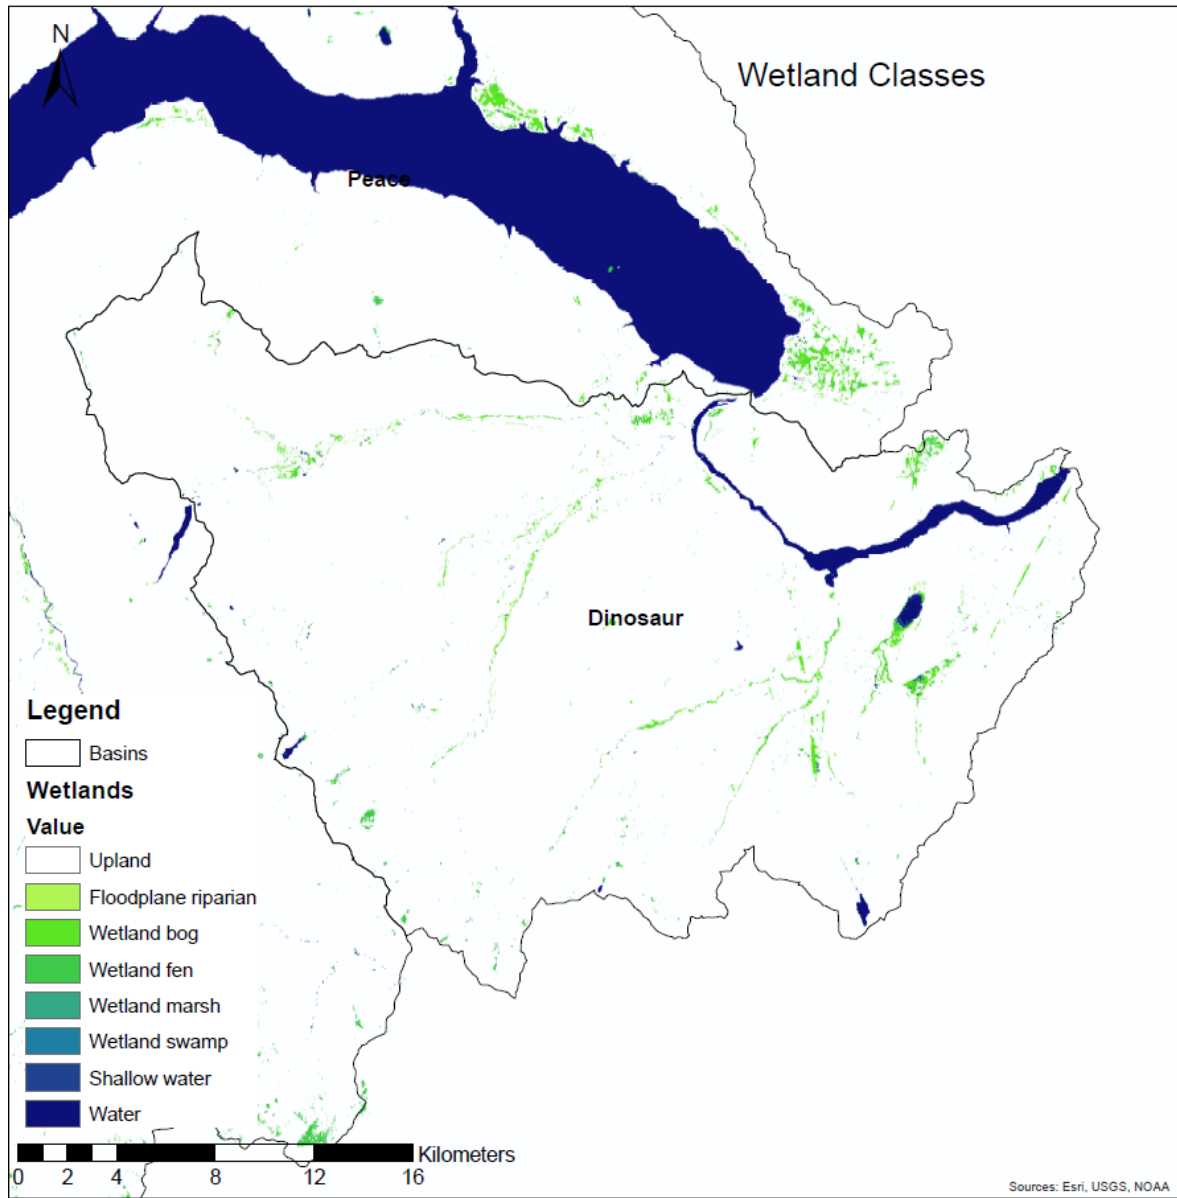 N
Wetland Classes
Peace
Dinosaur
Legend
Basins
Wetlands
Value
Upland
Floodplane riparian
Wetland bog
Wetland fen
Wetland marsh
Wetland swamp
Shallow water
Water
Kilometers
0 2 4 8 12 16
Sources: Esri, USGS, NOAA